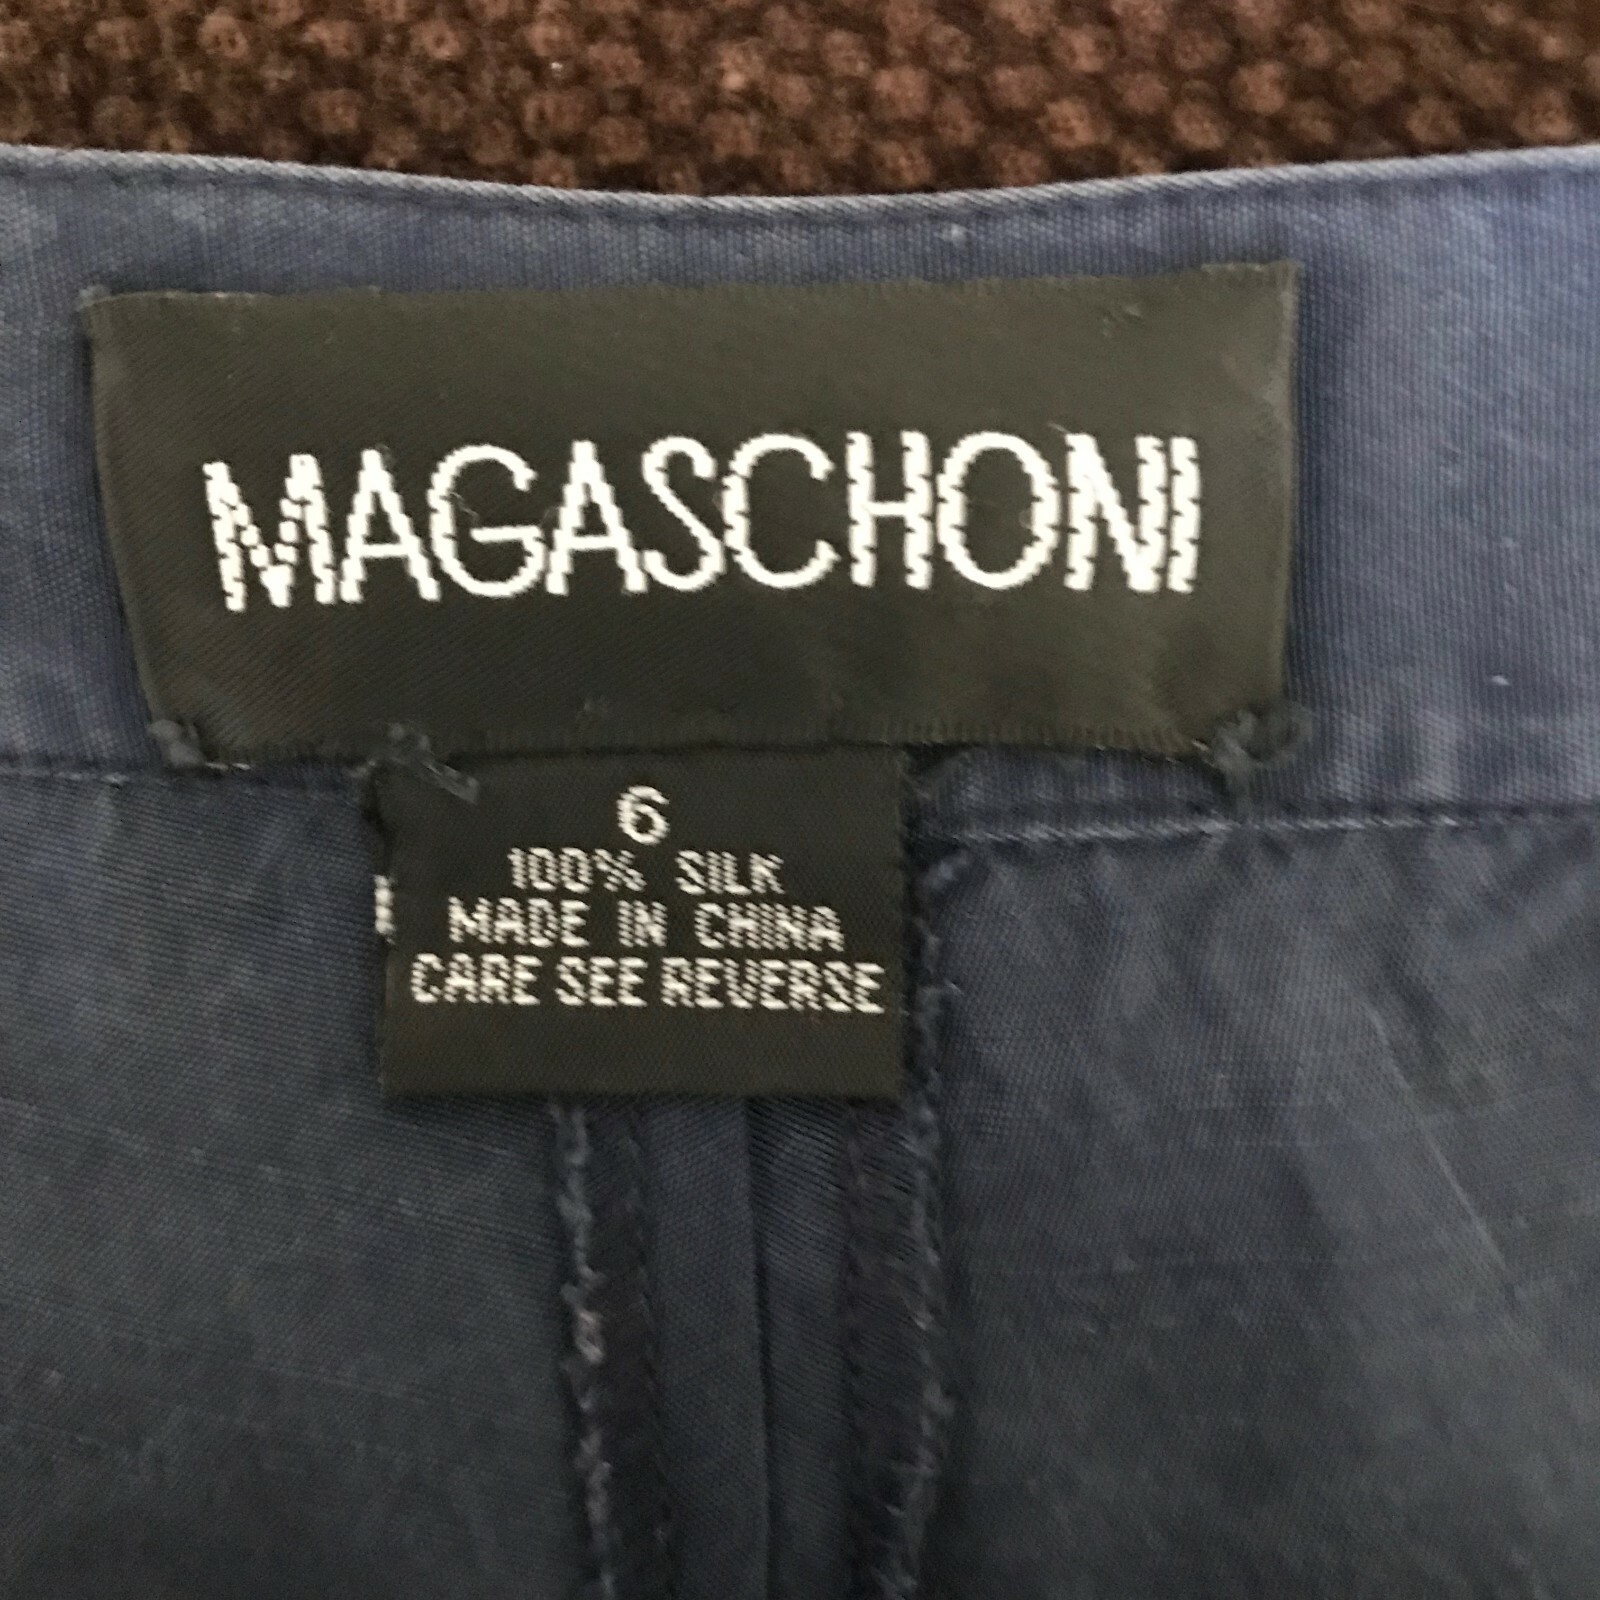 MAGASCHONI
6
100% SILK
MADE IN CHINA
CARE SEE REVERSE